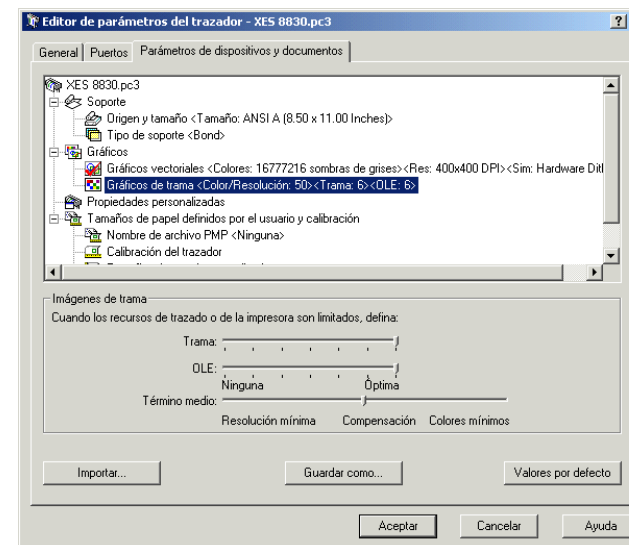 Editor de parámetros del trazador - XES 8830.pc3
?
General Puertos Parámetros de dispositivos y documentos
XES 8830.pc3
Soporte
Origen y tamaño <Tamaño: ANSI A (8.50 x 11.00 Inches)>
Tipo de soporte <Bond>
Gráficos
Gráficos vectoriales <Colores: 16777216 sombras de grises><Res: 400x400 DPI><Sim: Hardware Ditl
Gráficos de trama <Color/Resolución: 50><Trama: 6><OLE: 6>
Propiedades personalizadas
Tamaños de papel definidos por el usuario y calibración
Nombre de archivo PMP <Ninguna>
Calibración del trazador
Imágenes de trama
Cuando los recursos de trazado o de la impresora son limitados, defina:
Trama:
OLE:
Ninguna Óptima
Término medio:
Resolución mínima Compensación Colores mínimos
Importar... Guardar como... Valores por defecto
Aceptar Cancelar Ayuda